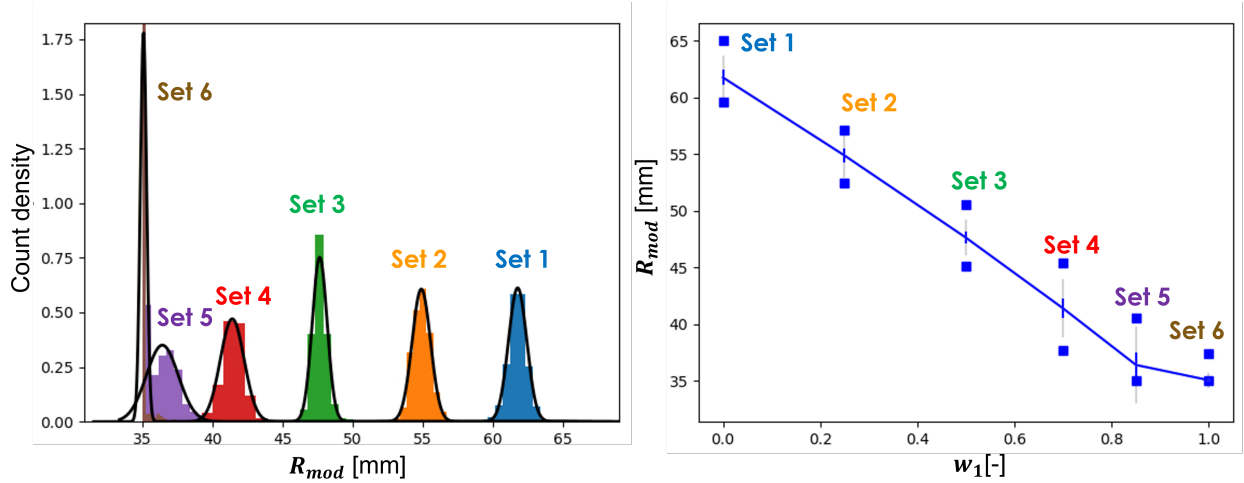 1.75
1.50
1.25
1.00
0.75
0.50
0.25
0.00
Count density
Set 6
Set 5
Set 4
Set 3
Set 2
Set 1
35 40 45 50 55 60 65
R_mod [mm]
65
60
55
50
45
40
35
R_mod [mm]
Set 1
Set 2
Set 3
Set 4
Set 5
Set 6
0.0 0.2 0.4 0.6 0.8 1.0
w₁[-]